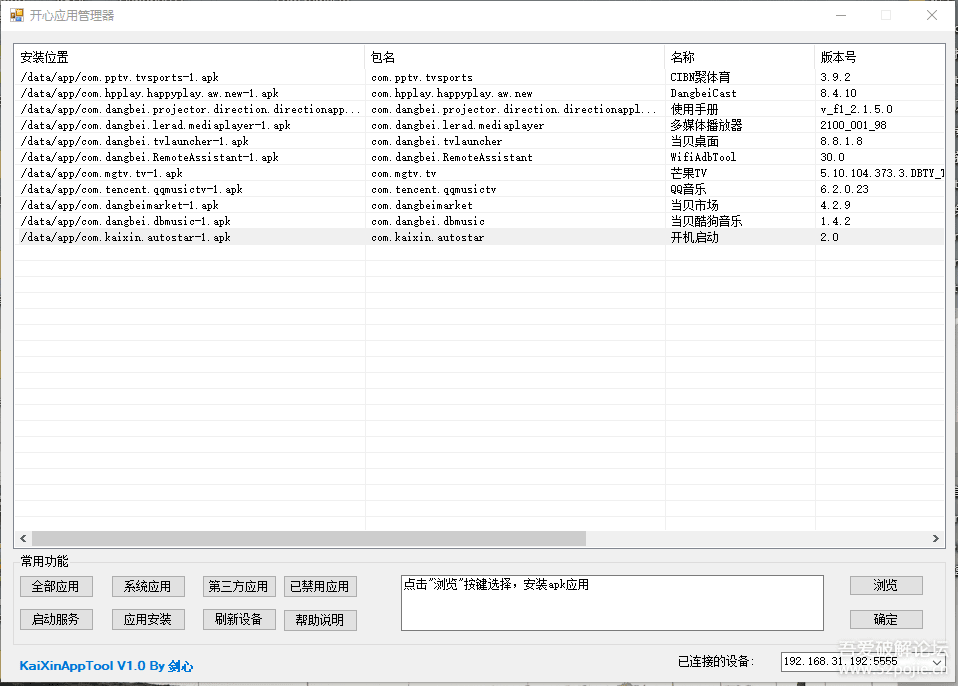 开心应用管理器
安装位置 包名 名称 版本号
/data/app/com.pptv.tvsports-1.apk com.pptv.tvsports CIBN聚体育 3.9.2
/data/app/com.hpplay.happyplay.aw.new-1.apk com.hpplay.happyplay.aw.new DangbeiCast 8.4.10
/data/app/com.dangbei.projector.direction.directionapp... com.dangbei.projector.direction.directionappl... 使用手册 v_f1_2.1.5.0
/data/app/com.dangbei.lerad.mediaplayer-1.apk com.dangbei.lerad.mediaplayer 多媒体播放器 2100_001_98
/data/app/com.dangbei.tvlauncher-1.apk com.dangbei.tvlauncher 当贝桌面 8.8.1.8
/data/app/com.dangbei.RemoteAssistant-1.apk com.dangbei.RemoteAssistant WifiAdbTool 30.0
/data/app/com.mgtv.tv-1.apk com.mgtv.tv 芒果TV 5.10.104.373.3.DBTY_T
/data/app/com.tencent.qqmusictv-1.apk com.tencent.qqmusictv QQ音乐 6.2.0.23
/data/app/com.dangbeimarket-1.apk com.dangbeimarket 当贝市场 4.2.9
/data/app/com.dangbei.dbmusic-1.apk com.dangbei.dbmusic 当贝酷狗音乐 1.4.2
/data/app/com.kaixin.autostar-1.apk com.kaixin.autostar 开机启动 2.0
常用功能
全部应用 系统应用 第三方应用 已禁用应用 点击"浏览"按键选择，安装apk应用 浏览
启动服务 应用安装 刷新设备 帮助说明 确定
KaiXinAppTool V1.0 By 剑心 已连接的设备： 192.168.31.192:5555
吾爱破解论坛
www.52pojie.cn